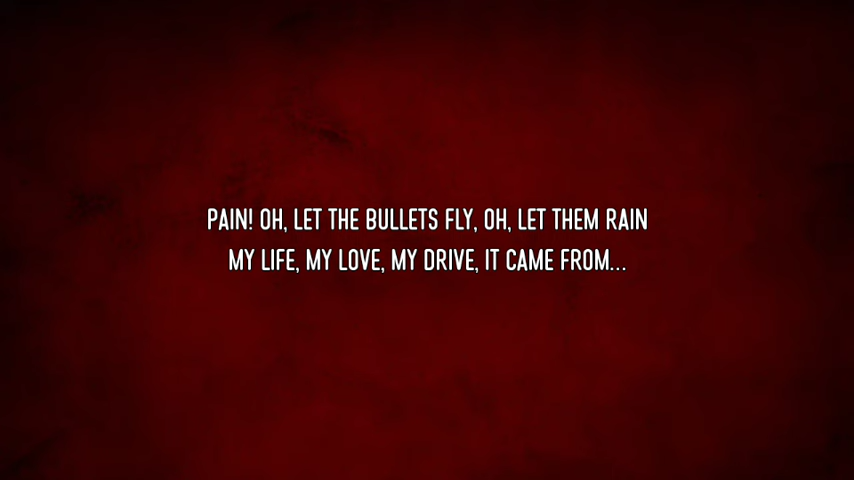 PAIN! OH, LET THE BULLETS FLY, OH, LET THEM RAIN
MY LIFE, MY LOVE, MY DRIVE, IT CAME FROM...